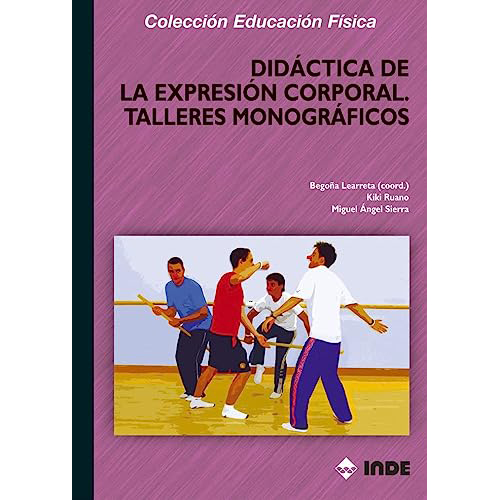 Colección Educación Física
DIDÁCTICA DE
LA EXPRESIÓN CORPORAL.
TALLERES MONOGRÁFICOS
Begoña Learreta (coord.)
Kiki Ruano
Miguel Ángel Sierra
INDE